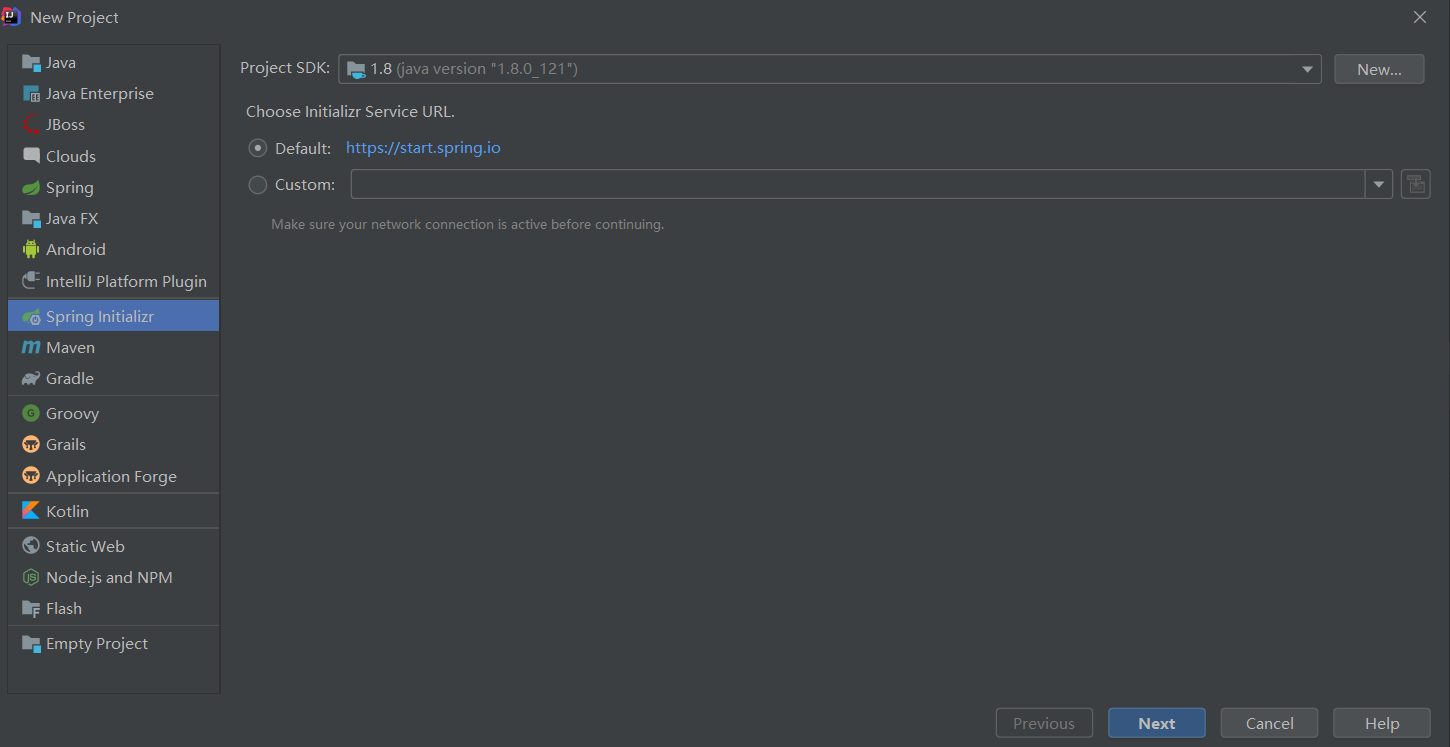 New Project
Java
Java Enterprise
JBoss
Clouds
Spring
Java FX
Android
IntelliJ Platform Plugin
Spring Initializr
Maven
Gradle
Groovy
Grails
Application Forge
Kotlin
Static Web
Node.js and NPM
Flash
Empty Project
Project SDK: 1.8 (java version "1.8.0_121") New...
Choose Initializr Service URL.
Default: https://start.spring.io
Custom:
Make sure your network connection is active before continuing.
Previous Next Cancel Help